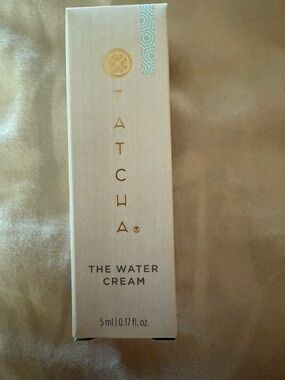 TATCHA®
THE WATER
CREAM
5 ml | 0.17 fl. oz.